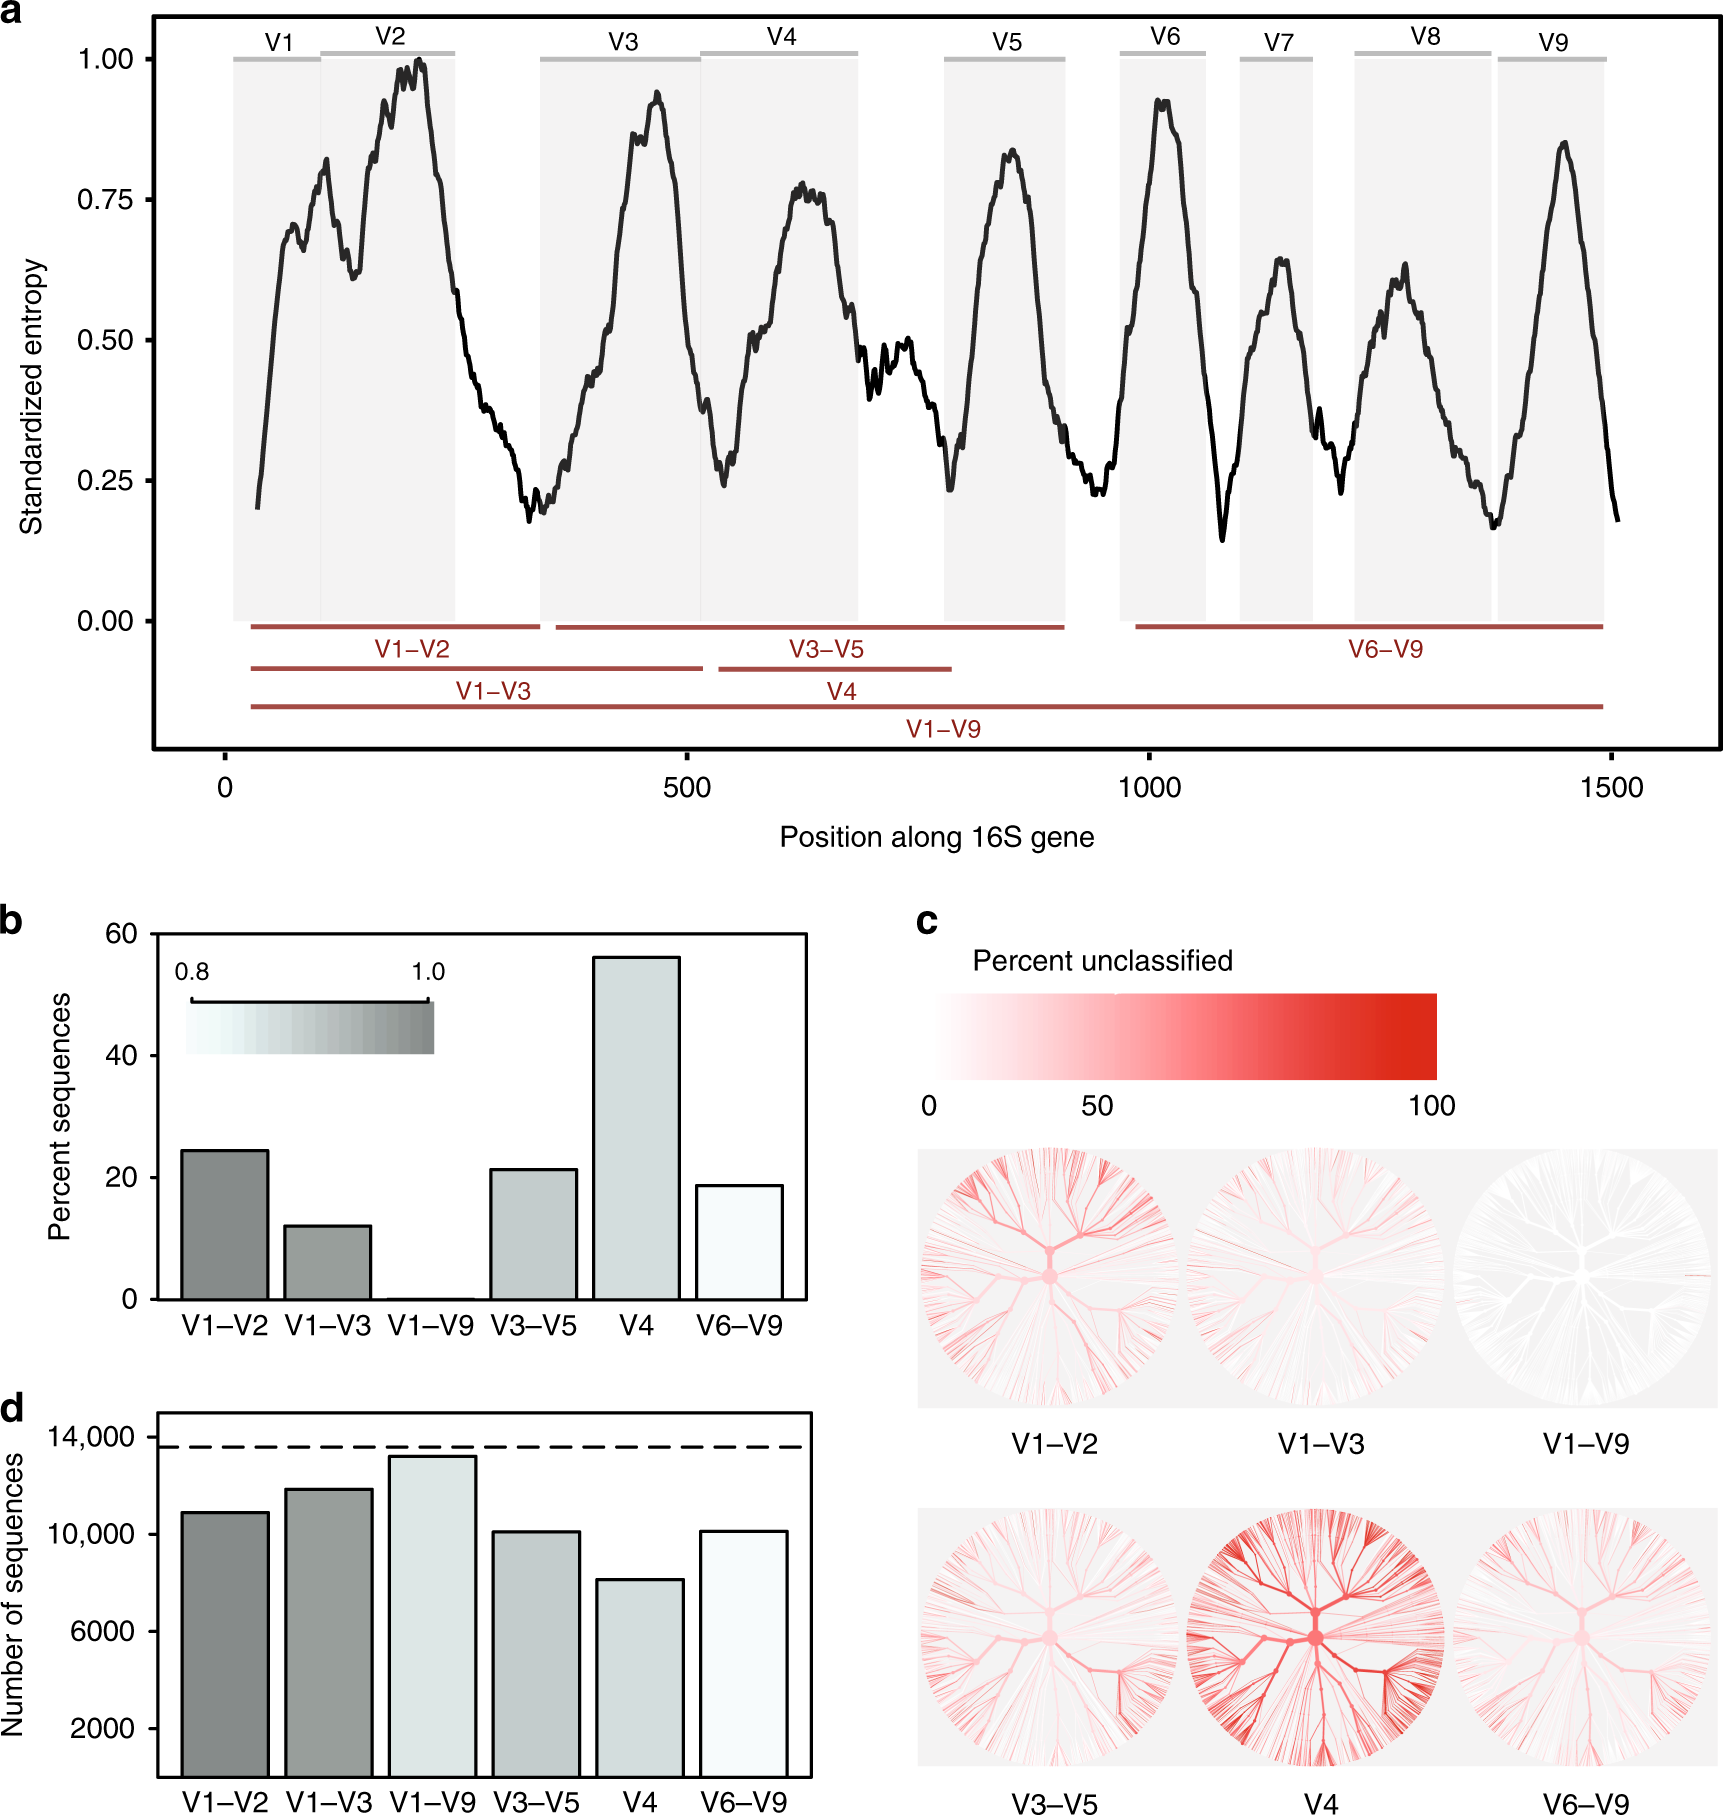 a
V1 V2 V3 V4 V5 V6 V7 V8 V9
1.00
0.75
0.50
0.25
0.00
Standardized entropy
V1–V2 V3–V5 V6–V9
V1–V3 V4
V1–V9
0 500 1000 1500
Position along 16S gene
b
60
40
20
0
Percent sequences
0.8 1.0
V1–V2 V1–V3 V1–V9 V3–V5 V4 V6–V9
c
Percent unclassified
0 50 100
V1–V2 V1–V3 V1–V9
V3–V5 V4 V6–V9
d
14,000
10,000
6000
2000
Number of sequences
V1–V2 V1–V3 V1–V9 V3–V5 V4 V6–V9